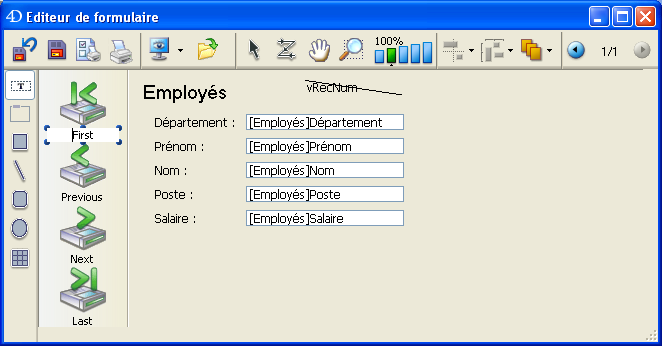 4D Editeur de formulaire
100%
1/1
T
Employés
vRecNum
First
Département : [Employés]Département
Prénom : [Employés]Prénom
Previous
Nom : [Employés]Nom
Poste : [Employés]Poste
Salaire : [Employés]Salaire
Next
Last